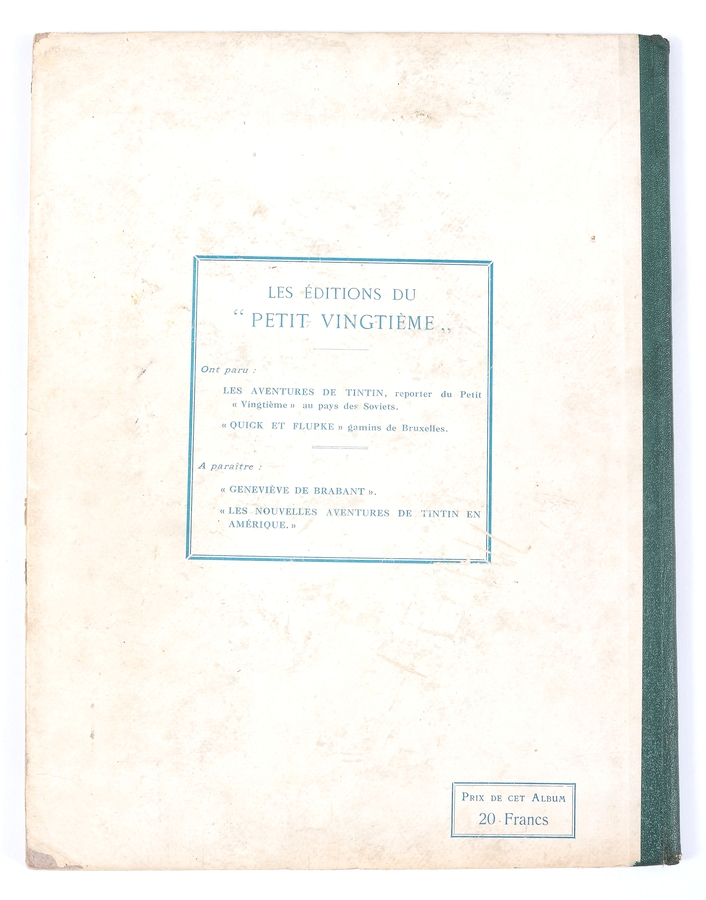 LES ÉDITIONS DU
“ PETIT VINGTIÈME „
Ont paru :
LES AVENTURES DE TINTIN, reporter du Petit
« Vingtième » au pays des Soviets.
« QUICK ET FLUPKE » gamins de Bruxelles.
A paraître :
« GENEVIÈVE DE BRABANT ».
« LES NOUVELLES AVENTURES DE TINTIN EN
AMÉRIQUE. »
PRIX DE CET ALBUM
20 Francs